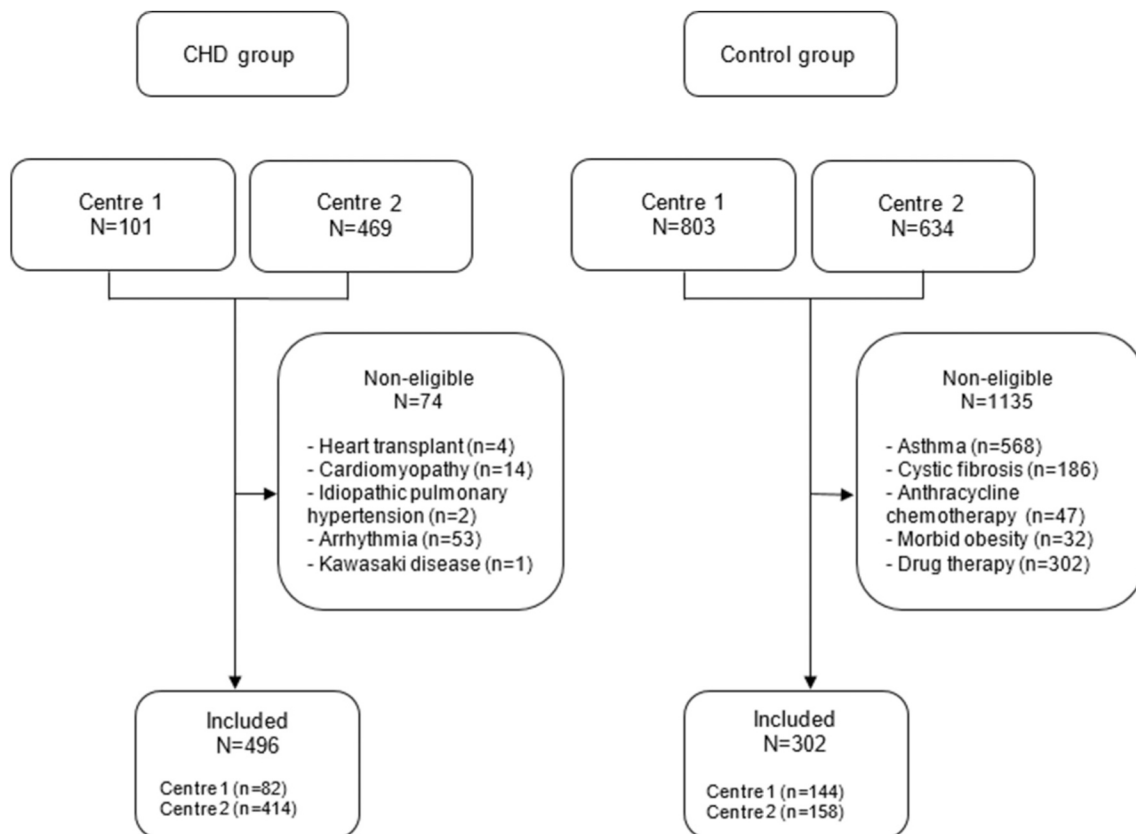 CHD group
Control group
Centre 1
N=101
Centre 2
N=469
Centre 1
N=803
Centre 2
N=634
Non-eligible
N=74
- Heart transplant (n=4)
- Cardiomyopathy (n=14)
- Idiopathic pulmonary
hypertension (n=2)
- Arrhythmia (n=53)
- Kawasaki disease (n=1)
Non-eligible
N=1135
- Asthma (n=568)
- Cystic fibrosis (n=186)
- Anthracycline
chemotherapy (n=47)
- Morbid obesity (n=32)
- Drug therapy (n=302)
Included
N=496
Centre 1 (n=82)
Centre 2 (n=414)
Included
N=302
Centre 1 (n=144)
Centre 2 (n=158)